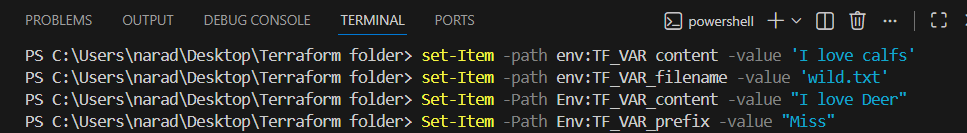 PROBLEMS OUTPUT DEBUG CONSOLE TERMINAL PORTS powershell
PS C:\Users\narad\Desktop\Terraform folder> set-Item -path env:TF_VAR content -value 'I love calfs'
PS C:\Users\narad\Desktop\Terraform folder> set-Item -path env:TF_VAR_filename -value 'wild.txt'
PS C:\Users\narad\Desktop\Terraform folder> Set-Item -Path Env:TF_VAR_content -value "I love Deer"
PS C:\Users\narad\Desktop\Terraform folder> Set-Item -Path Env:TF_VAR_prefix -value "Miss"